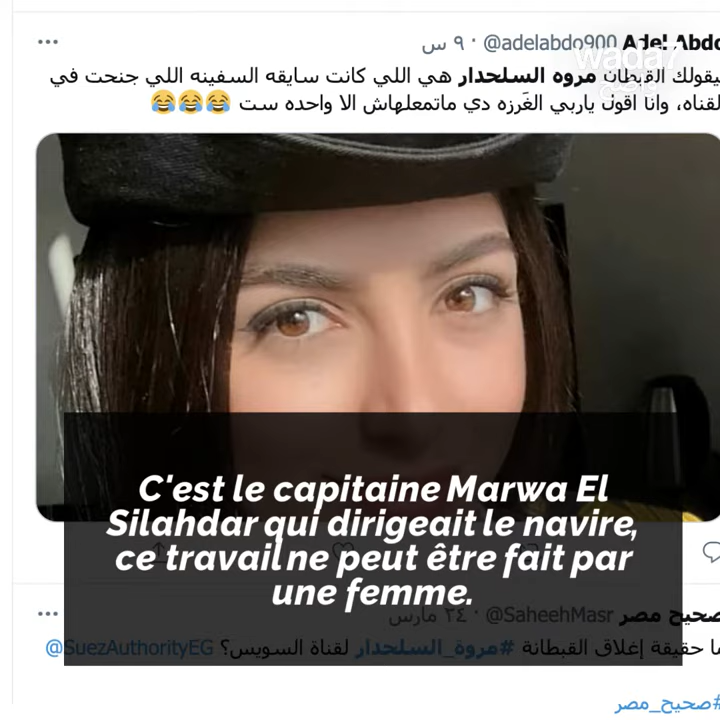 Adel Abdo @adelabdo900 · ٩ س
بيقولك القبطان مروه السلحدار هي اللي كانت سايقه السفينه اللي جنحت في
القناه، وانا اقول ياربي الغَرزه دي ماتمعلهاش الا واحده ست 😂😂😂
wada7
واضح
C'est le capitaine Marwa El
Silahdar qui dirigeait le navire,
ce travail ne peut être fait par
une femme.
صحيح مصر @SaheehMasr · ٢٤ مارس
ما حقيقة إغلاق القبطانة #مروة_السلحدار لقناة السويس؟ @SuezAuthorityEG
#صحيح_مصر